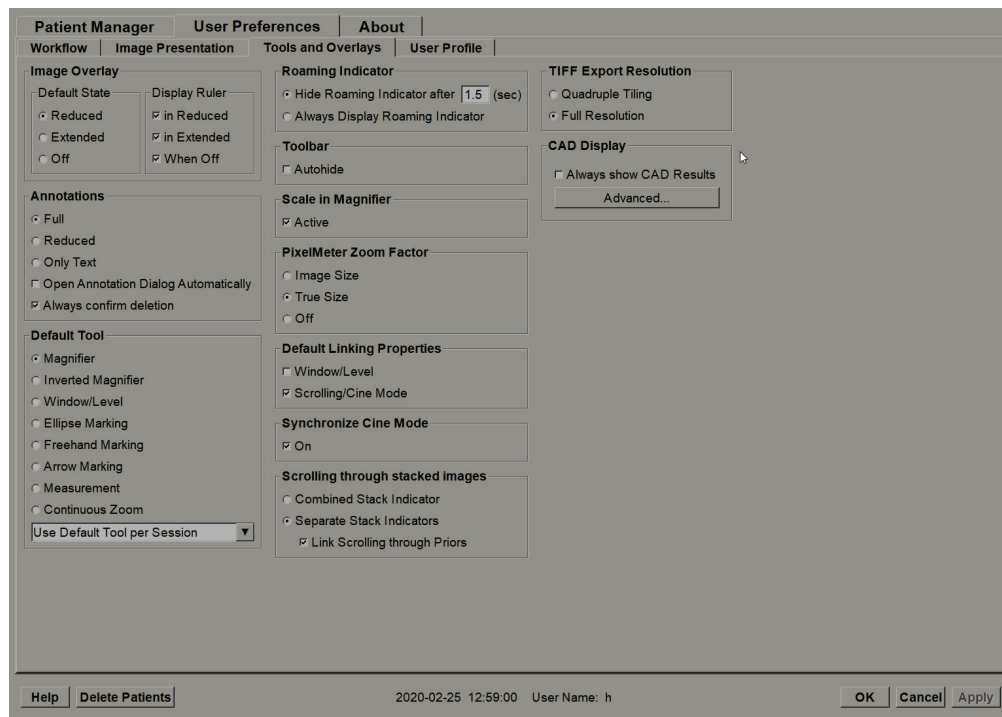 Patient Manager
User Preferences
About
Workflow
Image Presentation
Tools and Overlays
User Profile
Image Overlay
Default State
Reduced
Extended
Off
Display Ruler
in Reduced
in Extended
When Off
Annotations
Full
Reduced
Only Text
Open Annotation Dialog Automatically
Always confirm deletion
Default Tool
Magnifier
Inverted Magnifier
Window/Level
Ellipse Marking
Freehand Marking
Arrow Marking
Measurement
Continuous Zoom
Use Default Tool per Session
Roaming Indicator
Hide Roaming Indicator after 1.5 (sec)
Always Display Roaming Indicator
Toolbar
Autohide
Scale in Magnifier
Active
PixelMeter Zoom Factor
Image Size
True Size
Off
Default Linking Properties
Window/Level
Scrolling/Cine Mode
Synchronize Cine Mode
On
Scrolling through stacked images
Combined Stack Indicator
Separate Stack Indicators
Link Scrolling through Priors
TIFF Export Resolution
Quadruple Tiling
Full Resolution
CAD Display
Always show CAD Results
Advanced...
Help
Delete Patients
2020-02-25 12:59:00 User Name: h
OK
Cancel
Apply